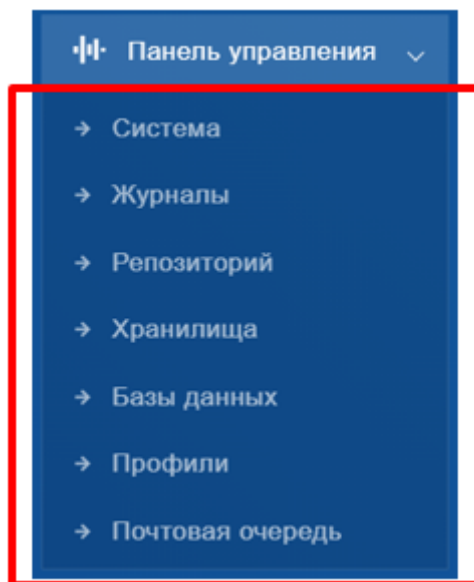 Панель управления
Система
Журналы
Репозиторий
Хранилища
Базы данных
Профили
Почтовая очередь